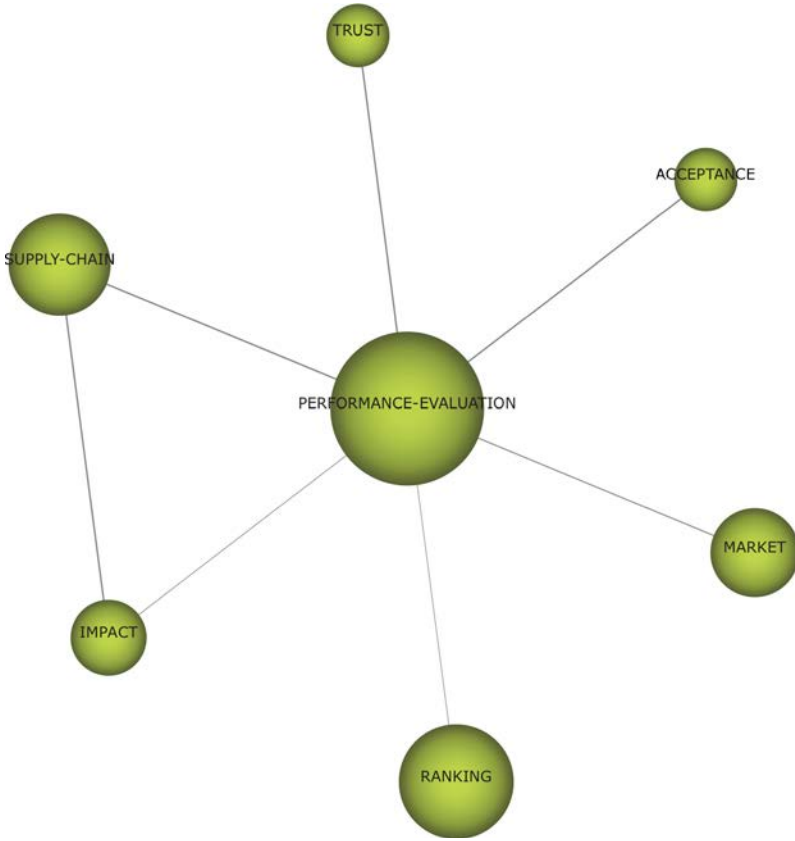 TRUST
ACCEPTANCE
SUPPLY-CHAIN
PERFORMANCE-EVALUATION
MARKET
IMPACT
RANKING